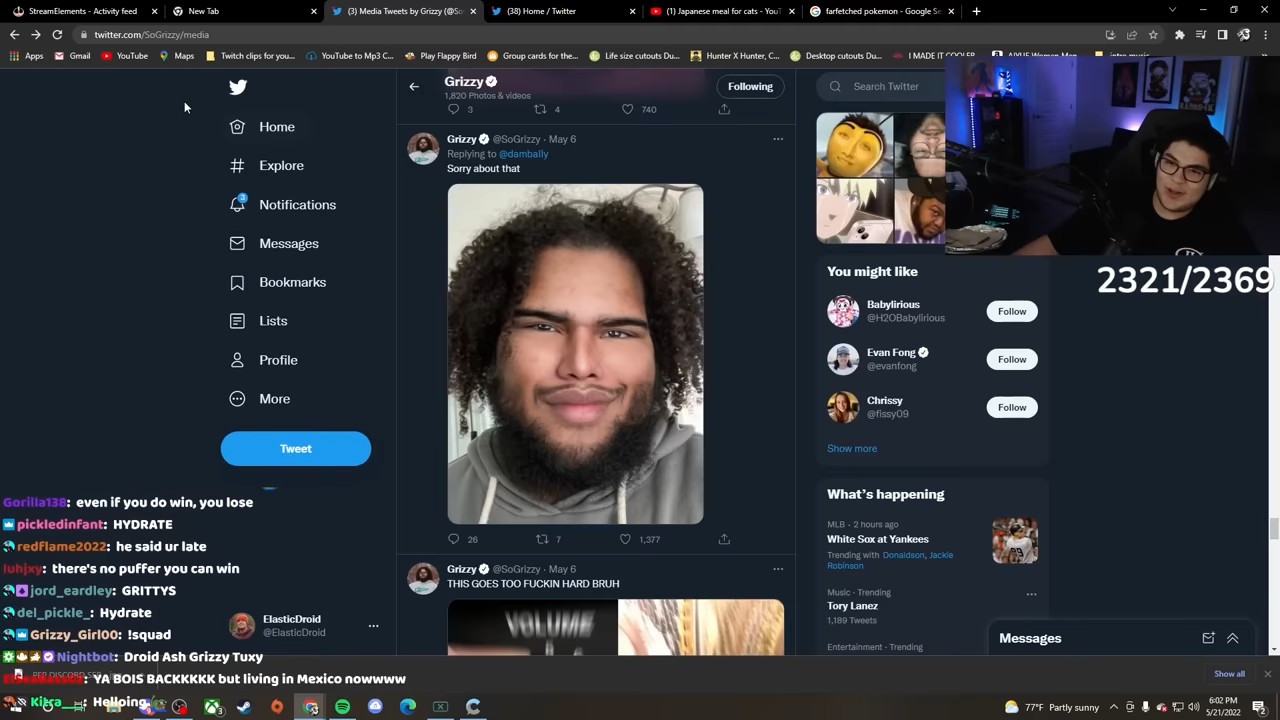 StreamElements - Activity feed
New Tab
(3) Media Tweets by Grizzy (@So
(38) Home / Twitter
(1) Japanese meal for cats - You
farfetched pokemon - Google Se
twitter.com/SoGrizzy/media
Apps
Gmail
YouTube
Maps
Twitch clips for you...
YouTube to Mp3 C...
Play Flappy Bird
Group cards for the...
Life size cutouts Du...
Hunter X Hunter, C...
Desktop cutouts Du...
I MADE IT COOLER
Home
Explore
Notifications
3
Messages
Bookmarks
Lists
Profile
More
Tweet
ElasticDroid
@ElasticDroid
Grizzy
1,820 Photos & videos
Following
3
4
740
Grizzy @SoGrizzy · May 6
Replying to @dambally
Sorry about that
26
7
1,377
Grizzy @SoGrizzy · May 6
THIS GOES TOO FUCKIN HARD BRUH
VOLUME
Search Twitter
You might like
Babylirious
@H2OBabylirious
Follow
Evan Fong
@evanfong
Follow
Chrissy
@fissy09
Follow
Show more
What's happening
MLB · 2 hours ago
White Sox at Yankees
Trending with Donaldson, Jackie
Robinson
Music · Trending
Tory Lanez
1,189 Tweets
Entertainment · Trending
Messages
2321/2369
Gorilla138: even if you do win, you lose
pickledinfant: HYDRATE
redflame2022: he said ur late
luhjxy: there's no puffer you can win
jord_eardley: GRITTYS
del_pickle_: Hydrate
Grizzy_Girl00: !squad
Nightbot: Droid Ash Grizzy Tuxy
YA BOIS BACKKKKK but living in Mexico nowwww
Kiira: Helloing
Show all
77°F Partly sunny
6:02 PM
5/21/2022
2